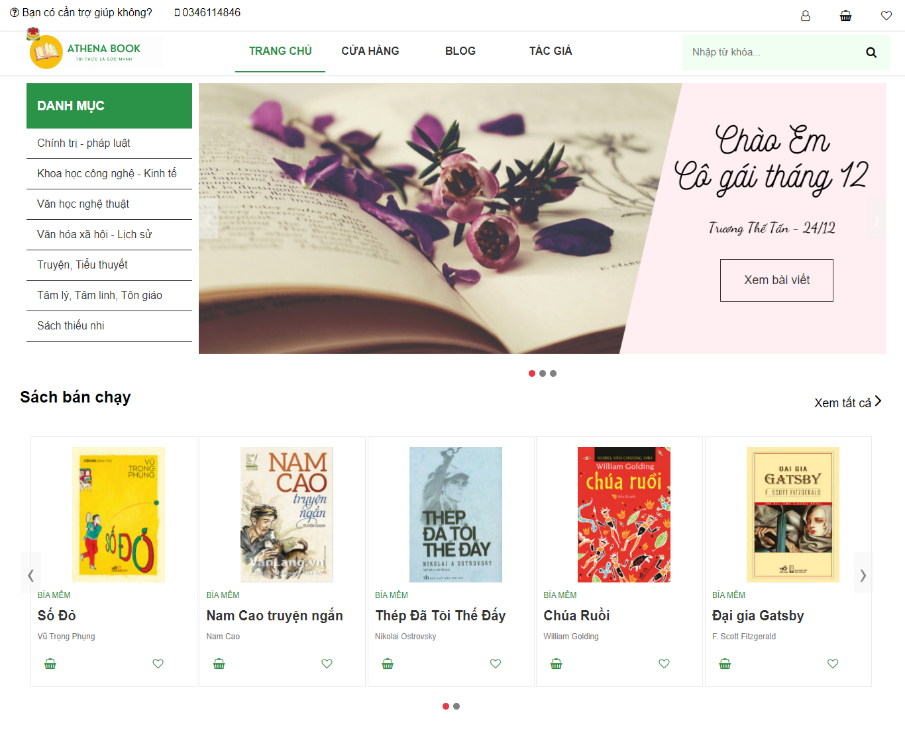 Bạn có cần trợ giúp không?
0346114846
ATHENA BOOK
TRI THỨC LÀ SỨC MẠNH
TRANG CHỦ
CỬA HÀNG
BLOG
TÁC GIẢ
Nhập từ khóa...
DANH MỤC
Chính trị - pháp luật
Khoa học công nghệ - Kinh tế
Văn học nghệ thuật
Văn hóa xã hội - Lịch sử
Truyện, Tiểu thuyết
Tâm lý, Tâm linh, Tôn giáo
Sách thiếu nhi
Chào Em
Cô gái tháng 12
Trương Thế Tấn - 24/12
Xem bài viết
Sách bán chạy
Xem tất cả
VŨ
TRỌNG
PHỤNG
SỐ ĐỎ
NAM
CAO
truyện
ngắn
VanLang.vn
THÉP
ĐÃ TÔI
THẾ ĐẤY
NIKOLAI A OSTROVSKY
NOBEL VĂN CHƯƠNG 1983
William Golding
chúa ruồi
ĐẠI GIA
GATSBY
F. SCOTT FITZGERALD
BÌA MỀM
Số Đỏ
Vũ Trọng Phụng
BÌA MỀM
Nam Cao truyện ngắn
Nam Cao
BÌA MỀM
Thép Đã Tôi Thế Đấy
Nikolai Ostrovsky
BÌA MỀM
Chúa Ruồi
William Golding
BÌA MỀM
Đại gia Gatsby
F. Scott Fitzgerald